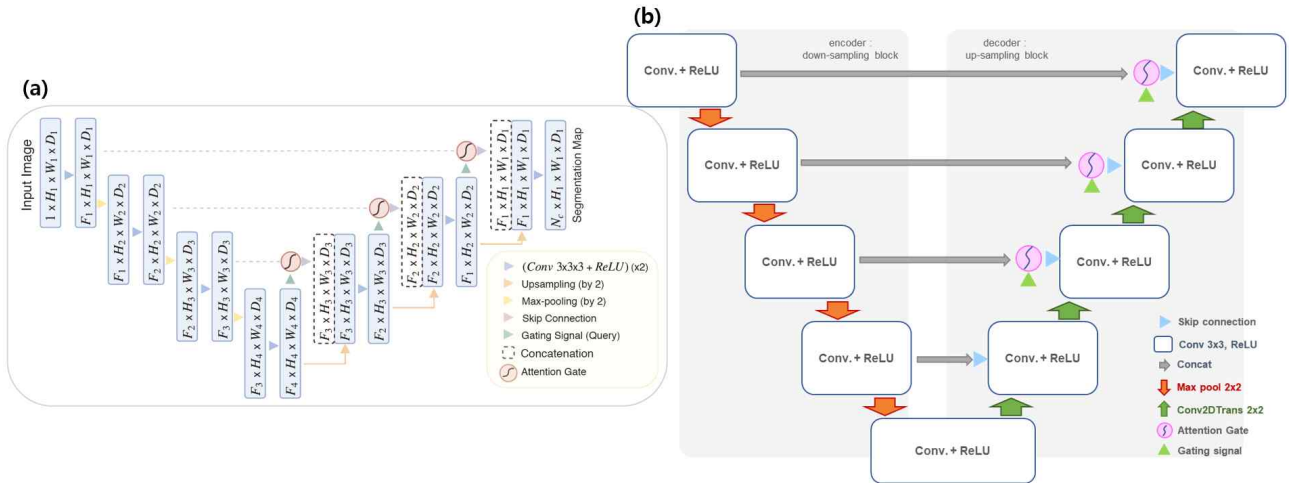 (a)
Input Image
1 x H₁ x W₁ x D₁
F₁ x H₁ x W₁ x D₁
F₁ x H₂ x W₂ x D₂
F₂ x H₂ x W₂ x D₂
F₂ x H₃ x W₃ x D₃
F₃ x H₃ x W₃ x D₃
F₃ x H₄ x W₄ x D₄
F₄ x H₄ x W₄ x D₄
F₃ x H₃ x W₃ x D₃
F₃ x H₃ x W₃ x D₃
F₂ x H₃ x W₃ x D₃
F₂ x H₂ x W₂ x D₂
F₂ x H₂ x W₂ x D₂
F₁ x H₂ x W₂ x D₂
F₁ x H₁ x W₁ x D₁
F₁ x H₁ x W₁ x D₁
N_c x H₁ x W₁ x D₁
Segmentation Map
(Conv 3x3x3 + ReLU) (x2)
Upsampling (by 2)
Max-pooling (by 2)
Skip Connection
Gating Signal (Query)
Concatenation
Attention Gate
(b)
encoder :
down-sampling block
decoder :
up-sampling block
Conv. + ReLU
Conv. + ReLU
Conv. + ReLU
Conv. + ReLU
Conv. + ReLU
Conv. + ReLU
Conv. + ReLU
Conv. + ReLU
Conv. + ReLU
Skip connection
Conv 3x3, ReLU
Concat
Max pool 2x2
Conv2DTrans 2x2
Attention Gate
Gating signal